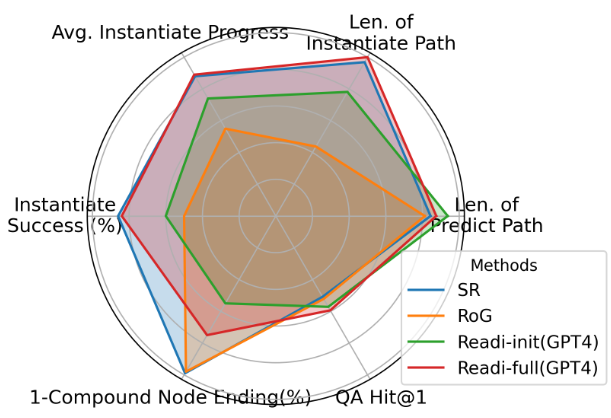 Len. of
Instantiate Path
Avg. Instantiate Progress
Instantiate
Success (%)
Len. of
Predict Path
1-Compound Node Ending(%)
QA Hit@1
Methods
SR
RoG
Readi-init(GPT4)
Readi-full(GPT4)